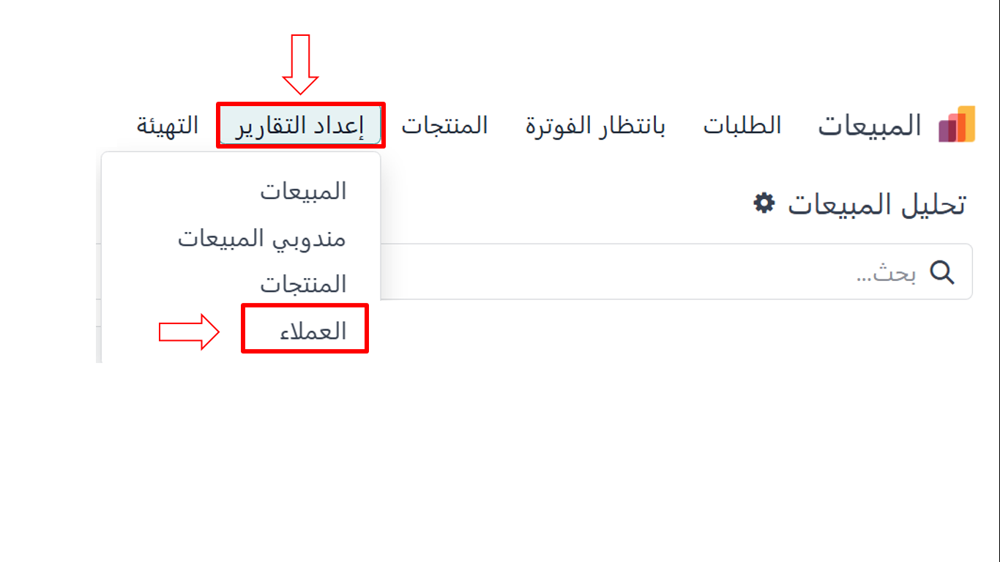 المبيعات الطلبات بانتظار الفوترة المنتجات إعداد التقارير التهيئة
تحليل المبيعات
بحث...
المبيعات
مندوبي المبيعات
المنتجات
العملاء